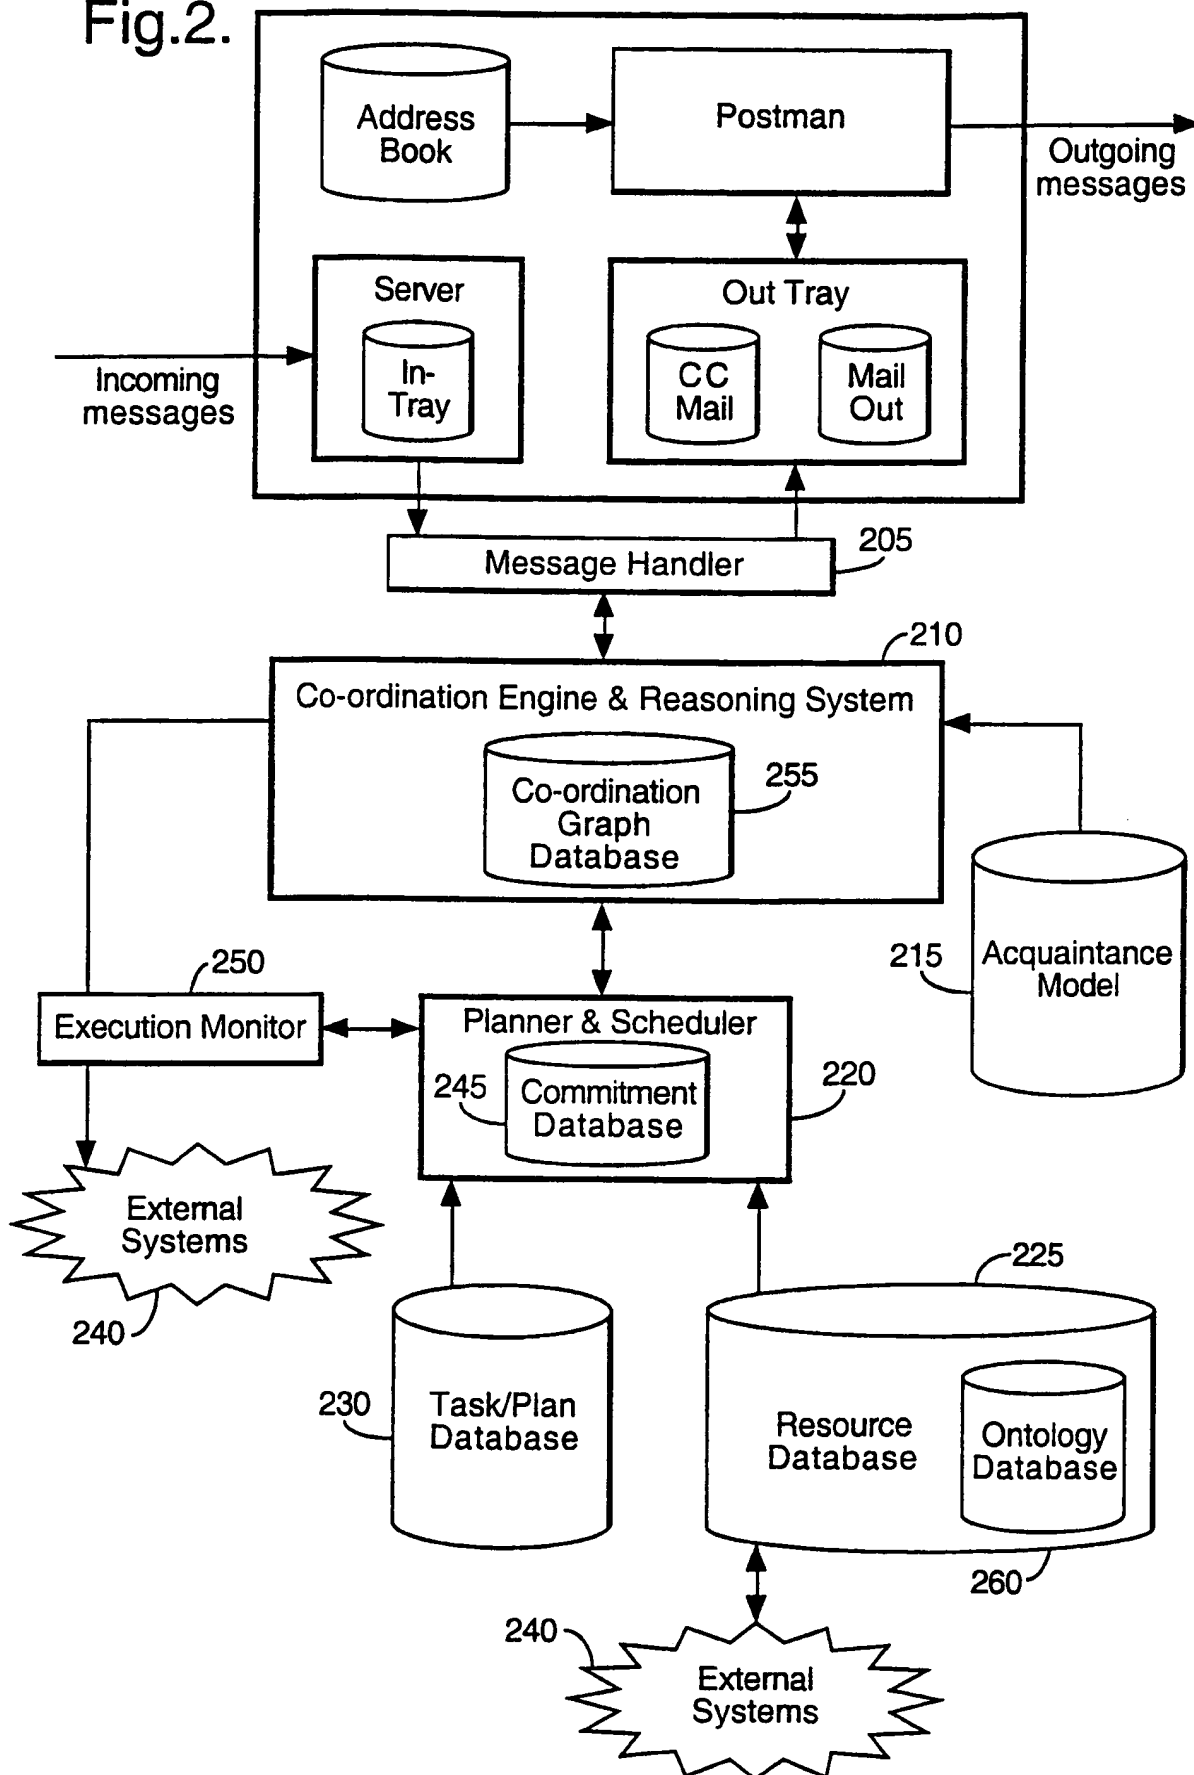 Fig.2.
Address
Book
Postman
Outgoing
messages
Server
In-
Tray
Out Tray
CC
Mail
Mail
Out
Incoming
messages
Message Handler
205
210
Co-ordination Engine & Reasoning System
Co-ordination
Graph
Database
255
215
Acquaintance
Model
250
Execution Monitor
Planner & Scheduler
245
Commitment
Database
220
External
Systems
240
225
230
Task/Plan
Database
Resource
Database
Ontology
Database
260
240
External
Systems